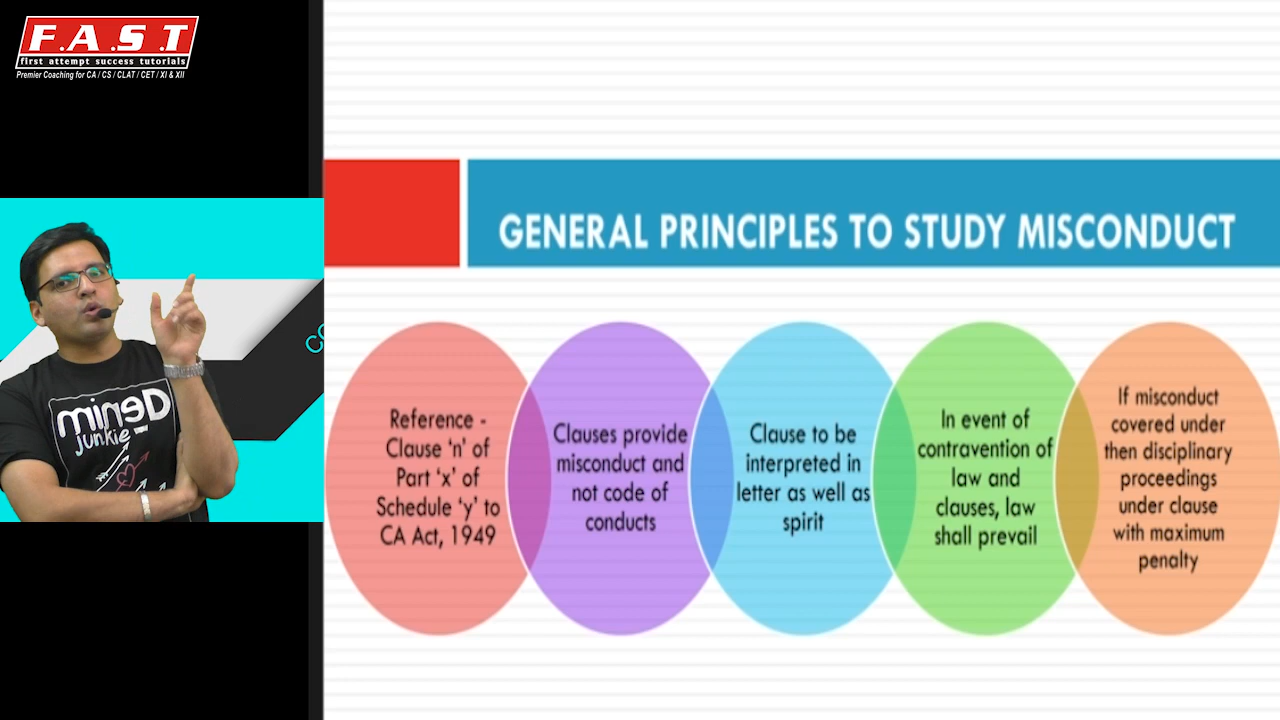 F.A.S.T
first attempt success tutorials
Premier Coaching for CA / CS / CLAT / CET / XI & XII
GENERAL PRINCIPLES TO STUDY MISCONDUCT
Reference -
Clause ‘n’ of
Part ‘x’ of
Schedule ‘y’ to
CA Act, 1949
Clauses provide
misconduct and
not code of
conducts
Clause to be
interpreted in
letter as well as
spirit
In event of
contravention of
law and
clauses, law
shall prevail
If misconduct
covered under
then disciplinary
proceedings
under clause
with maximum
penalty
Denim
junkie